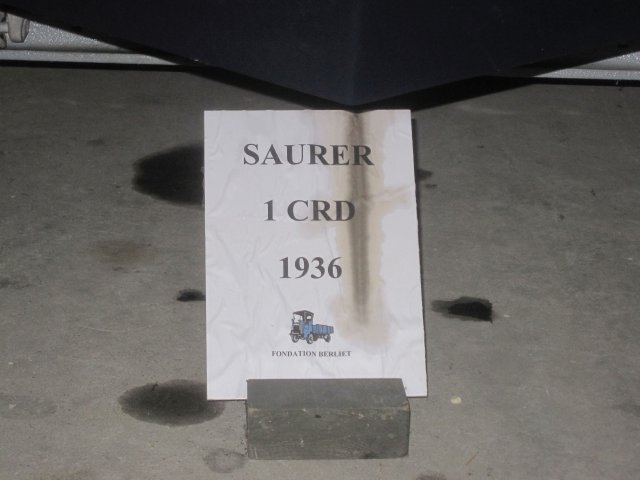 SAURER
1 CRD
1936
FONDATION BERLIET